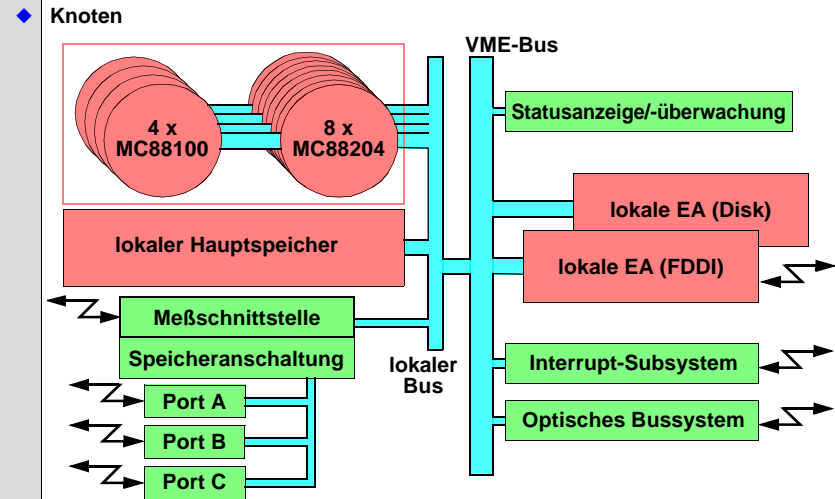 Knoten
VME-Bus
4 x
MC88100
8 x
MC88204
Statusanzeige/-überwachung
lokaler Hauptspeicher
lokale EA (Disk)
lokale EA (FDDI)
Meßschnittstelle
Speicheranschaltung
lokaler
Bus
Interrupt-Subsystem
Port A
Optisches Bussystem
Port B
Port C